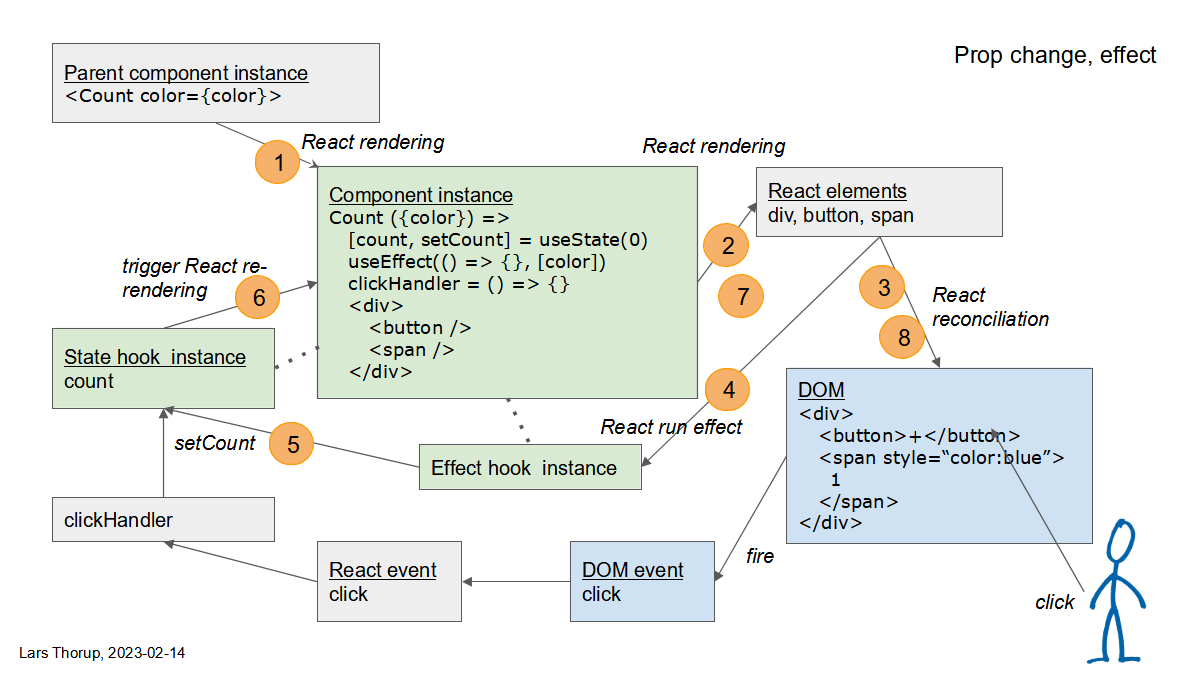 Prop change, effect
Parent component instance
<Count color={color}>
React rendering
1
React rendering
Component instance
Count ({color}) =>
[count, setCount] = useState(0)
useEffect(() => {}, [color])
clickHandler = () => {}
<div>
<button />
<span />
</div>
React elements
div, button, span
2
7
3
React
reconciliation
8
trigger React re-
rendering
6
State hook  instance
count
4
React run effect
setCount
5
Effect hook  instance
DOM
<div>
<button>+</button>
<span style=“color:blue”>
1
</span>
</div>
clickHandler
React event
click
DOM event
click
fire
click
Lars Thorup, 2023-02-14